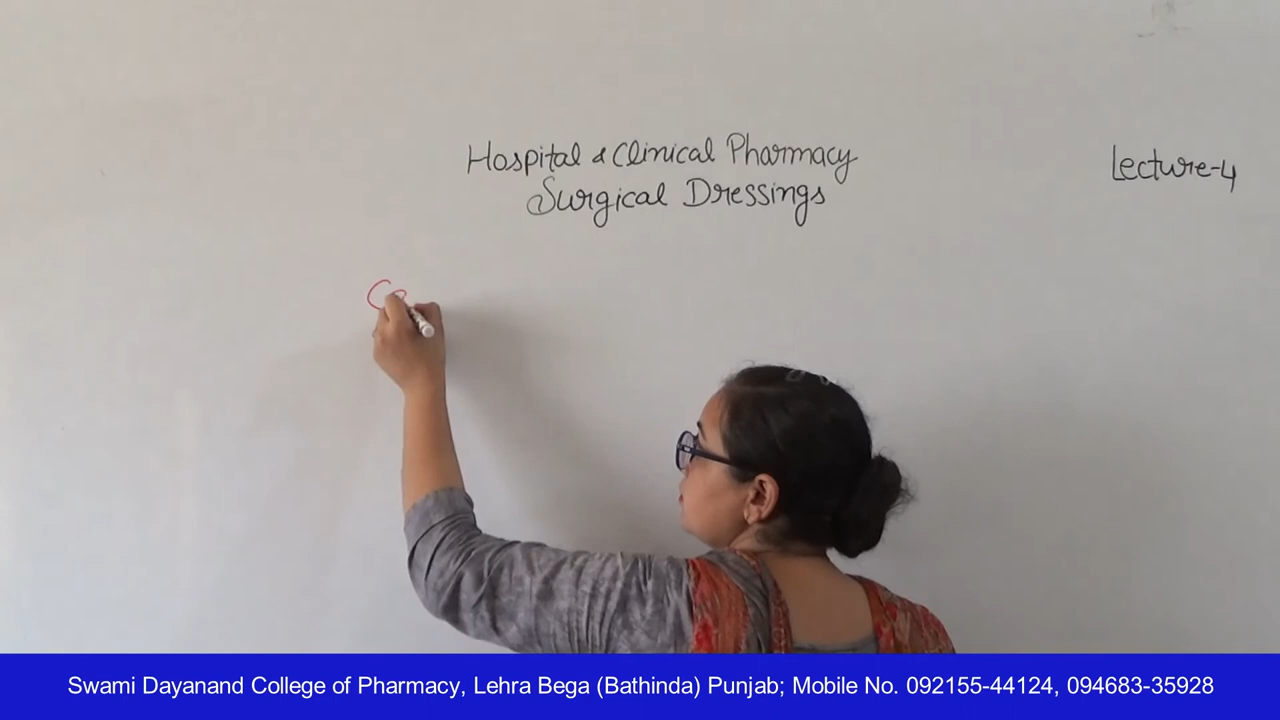 Hospital & Clinical Pharmacy
Lecture-4
Surgical Dressings
Swami Dayanand College of Pharmacy, Lehra Bega (Bathinda) Punjab; Mobile No. 092155-44124, 094683-35928